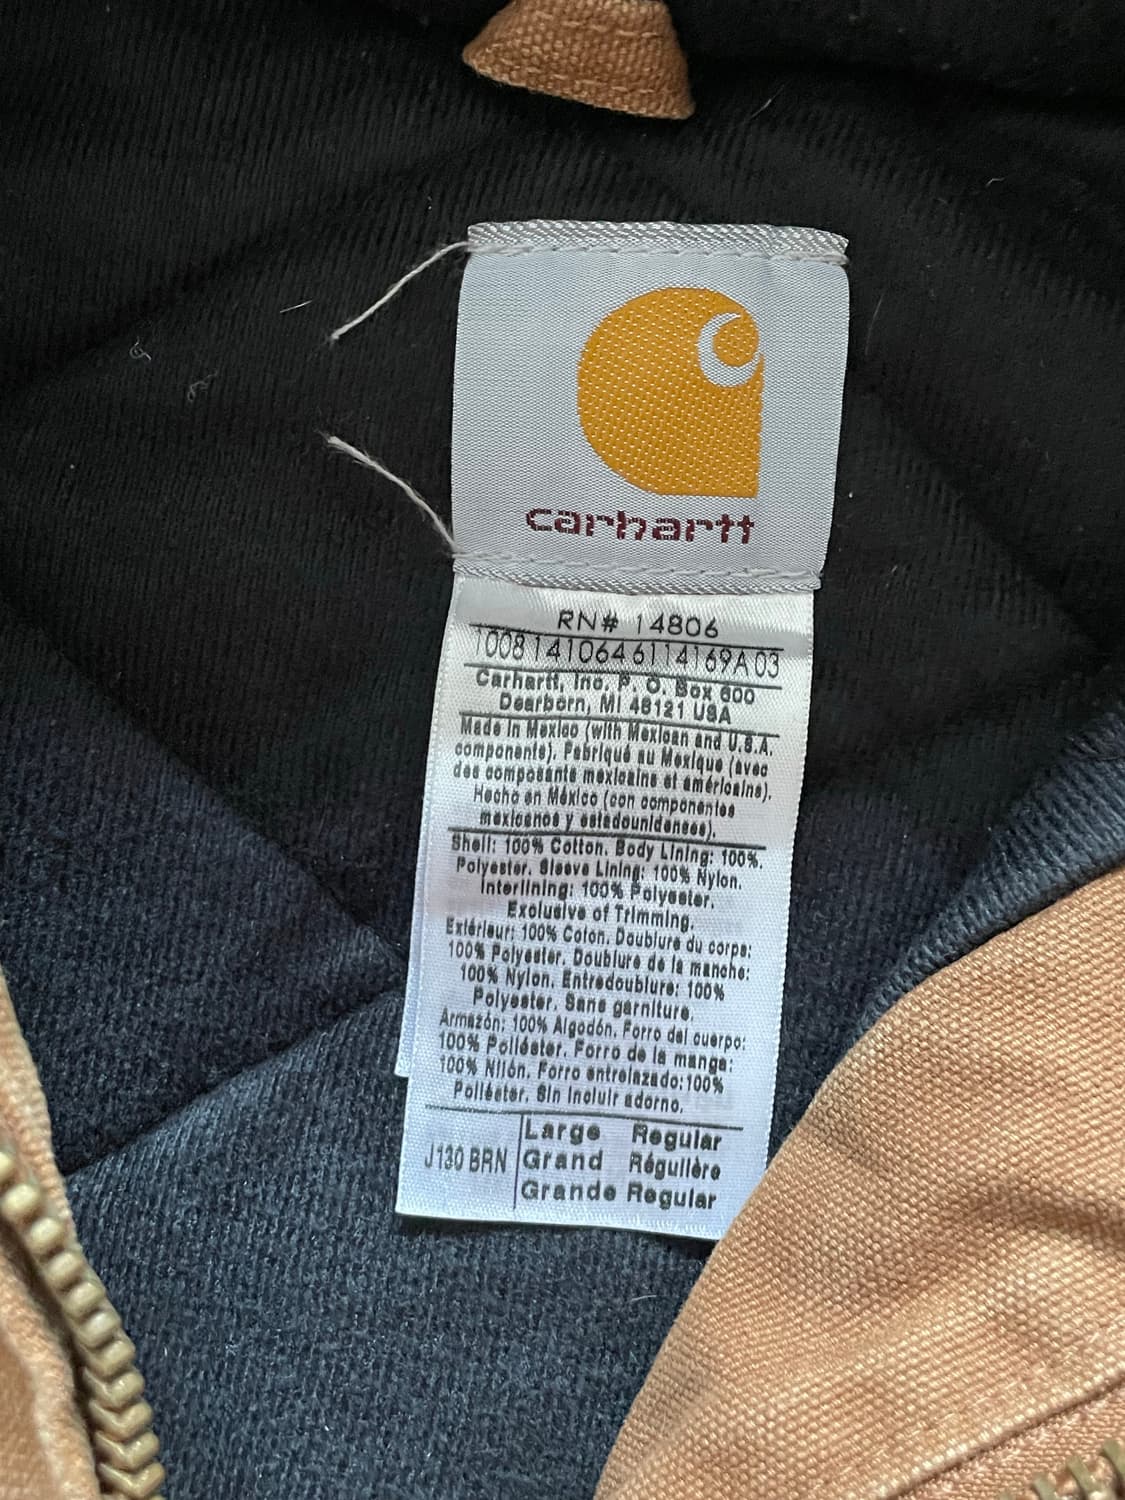 carhartt
RN# 14806
1008141064 6114169A 03
Carhartt, Inc. P. O. Box 600
Dearborn, MI 48121 USA
Made in Mexico (with Mexican and U.S.A.
components). Fabriqué au Mexique (avec
des composants mexicains et américains).
Hecho en México (con componentes
mexicanos y estadounidenses).
Shell: 100% Cotton. Body Lining: 100%.
Polyester. Sleeve Lining: 100% Nylon.
Interlining: 100% Polyester.
Exclusive of Trimming.
Extérieur: 100% Coton. Doublure du corps:
100% Polyester. Doublure de la manche:
100% Nylon. Entredoublure: 100%
Polyester. Sans garniture.
Armazón: 100% Algodón. Forro del cuerpo:
100% Poliéster. Forro de la manga:
100% Nilón. Forro entrelazado:100%
Poliéster. Sin incluir adorno.
J130 BRN
Large Regular
Grand Régulière
Grande Regular